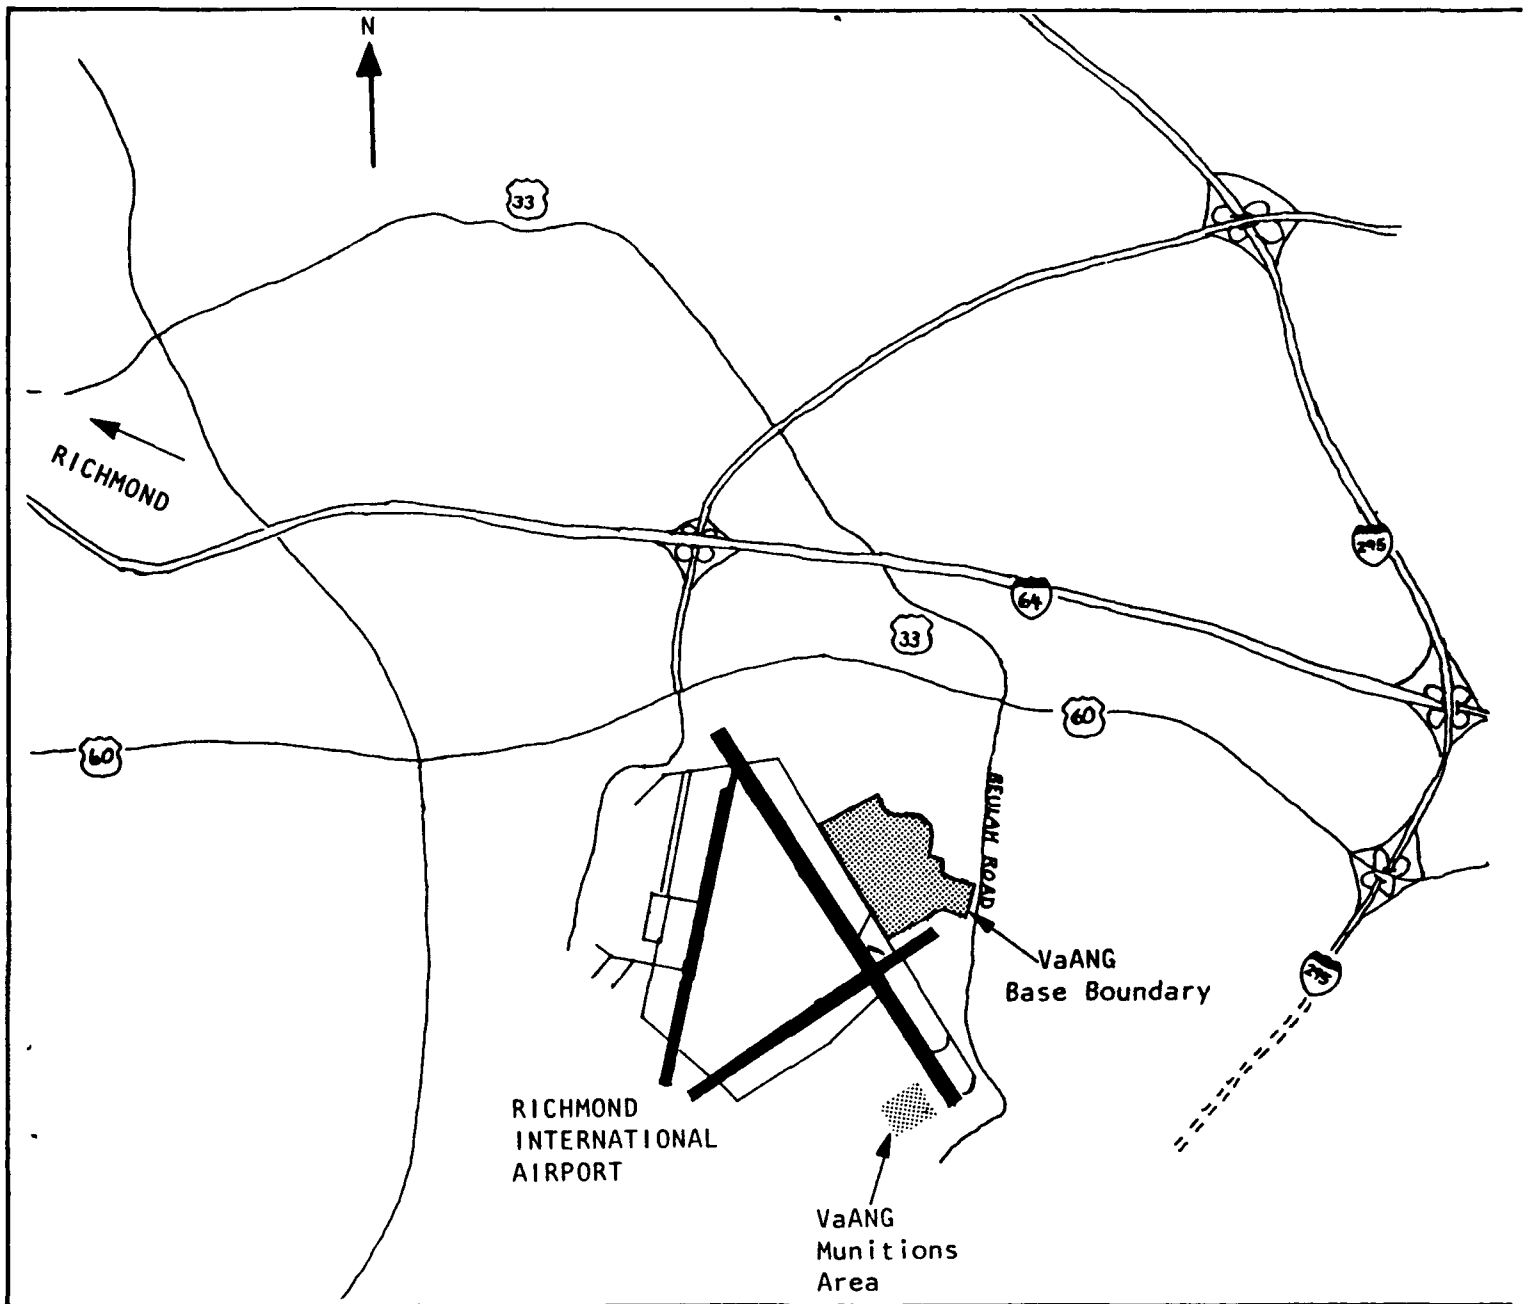 N
33
RICHMOND
295
64
33
60
60
BEULAH ROAD
VaANG
Base Boundary
295
RICHMOND
INTERNATIONAL
AIRPORT
VaANG
Munitions
Area